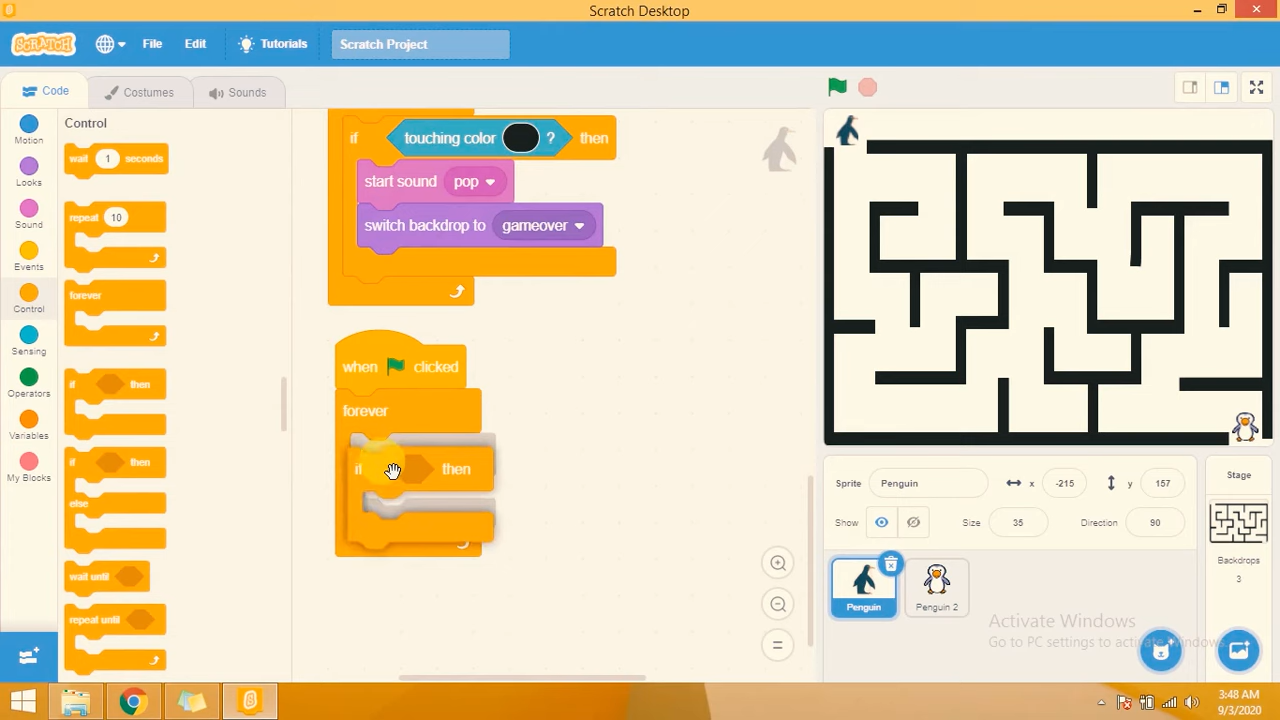 Scratch Desktop
SCRATCH File Edit Tutorials Scratch Project
Code Costumes Sounds
Motion
Looks
Sound
Events
Control
Sensing
Operators
Variables
My Blocks
Control
wait 1 seconds
repeat 10
forever
if then
if then
else
wait until
repeat until
if touching color ? then
start sound pop
switch backdrop to gameover
when clicked
forever
if then
Sprite Penguin x -215 y 157
Show Size 35 Direction 90
Penguin
Penguin 2
Stage
Backdrops
3
Activate Windows
Go to PC settings to activate Windows.
3:48 AM
9/3/2020